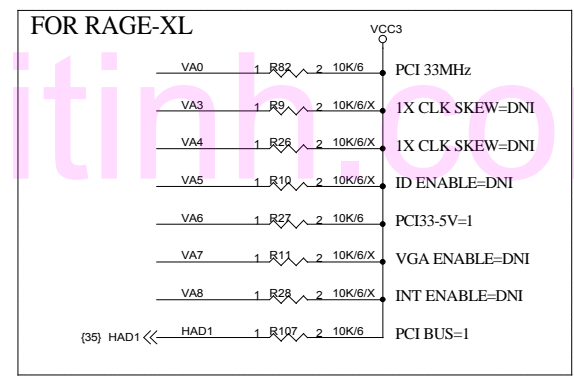 FOR RAGE-XL
VCC3
VA0 1 R82 2 10K/6 PCI 33MHz
VA3 1 R9 2 10K/6/X 1X CLK SKEW=DNI
VA4 1 R26 2 10K/6/X 1X CLK SKEW=DNI
VA5 1 R10 2 10K/6/X ID ENABLE=DNI
VA6 1 R27 2 10K/6 PCI33-5V=1
VA7 1 R11 2 10K/6/X VGA ENABLE=DNI
VA8 1 R28 2 10K/6/X INT ENABLE=DNI
{35} HAD1 HAD1 1 R107 2 10K/6 PCI BUS=1
itinh.co